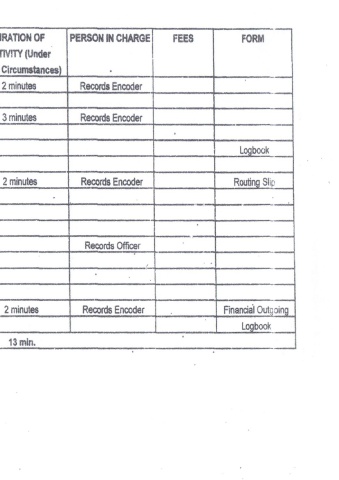 IRATION OF PERSON IN CHARGE FEES FORM
TIVITY (Under
Circumstances)
2 minutes Records Encoder
3 minutes Records Encoder
Logbook
2 minutes Records Encoder Routing Slip
Records Officer
2 minutes Records Encoder Financial Outgoing
Logbook
13 min.